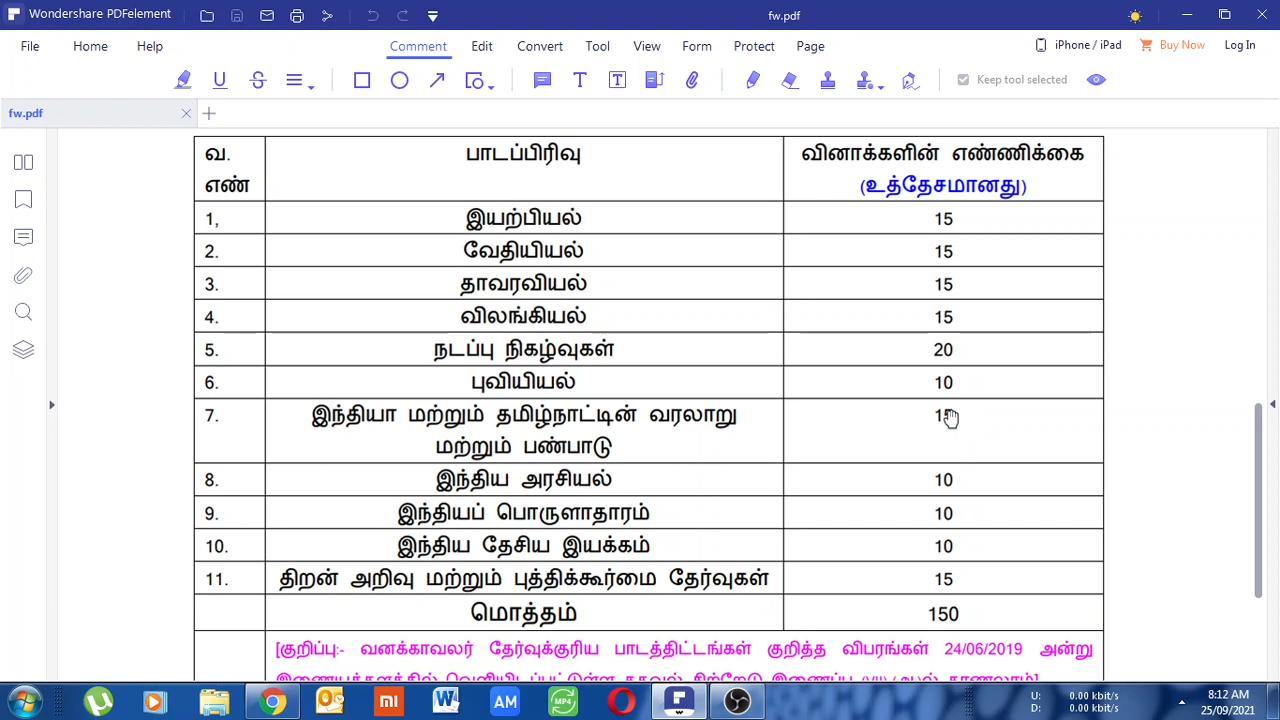 Wondershare PDFelement
fw.pdf
File Home Help Comment Edit Convert Tool View Form Protect Page iPhone / iPad Buy Now Log In
Keep tool selected
fw.pdf
வ. எண் பாடப்பிரிவு வினாக்களின் எண்ணிக்கை (உத்தேசமானது)
1, இயற்பியல் 15
2. வேதியியல் 15
3. தாவரவியல் 15
4. விலங்கியல் 15
5. நடப்பு நிகழ்வுகள் 20
6. புவியியல் 10
7. இந்தியா மற்றும் தமிழ்நாட்டின் வரலாறு
மற்றும் பண்பாடு
8. இந்திய அரசியல் 10
9. இந்தியப் பொருளாதாரம் 10
10. இந்திய தேசிய இயக்கம் 10
11. திறன் அறிவு மற்றும் புத்திக்கூர்மை தேர்வுகள் 15
மொத்தம் 150
[குறிப்பு:- வனக்காவலர் தேர்வுக்குரிய பாடத்திட்டங்கள் குறித்த விபரங்கள் 24/06/2019 அன்று
U: 0.00 kbit/s
D: 0.00 kbit/s
8:12 AM
25/09/2021
AM
MP4